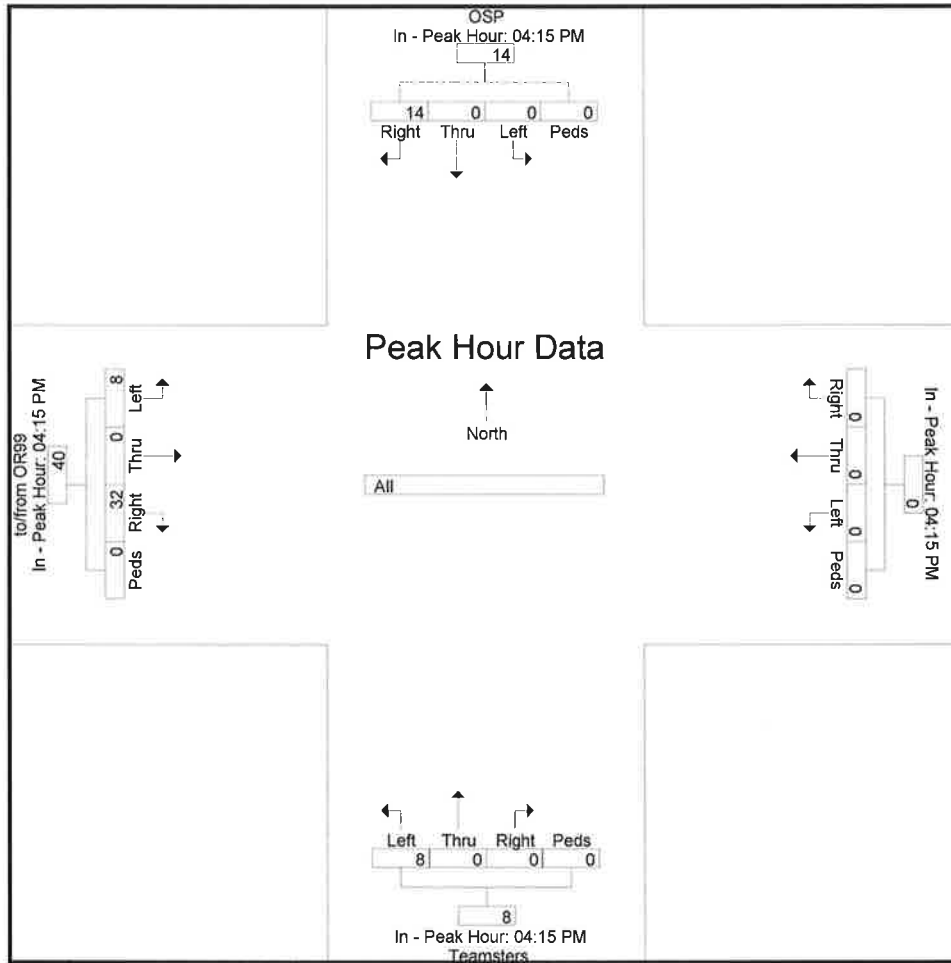 OSP
In - Peak Hour: 04:15 PM
14
14 0 0 0
Right Thru Left Peds
Peak Hour Data
North
All
to/from OR99
In - Peak Hour: 04:15 PM
40
8 0 32 0
Left Thru Right Peds
Right Thru Left Peds
0 0 0 0
0
In - Peak Hour: 04:15 PM
Left Thru Right Peds
8 0 0 0
8
In - Peak Hour: 04:15 PM
Teamsters